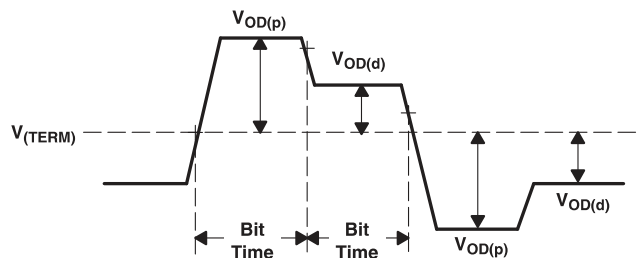 VOD(p)
VOD(d)
V(TERM)
VOD(d)
Bit
Time
Bit
Time
VOD(p)